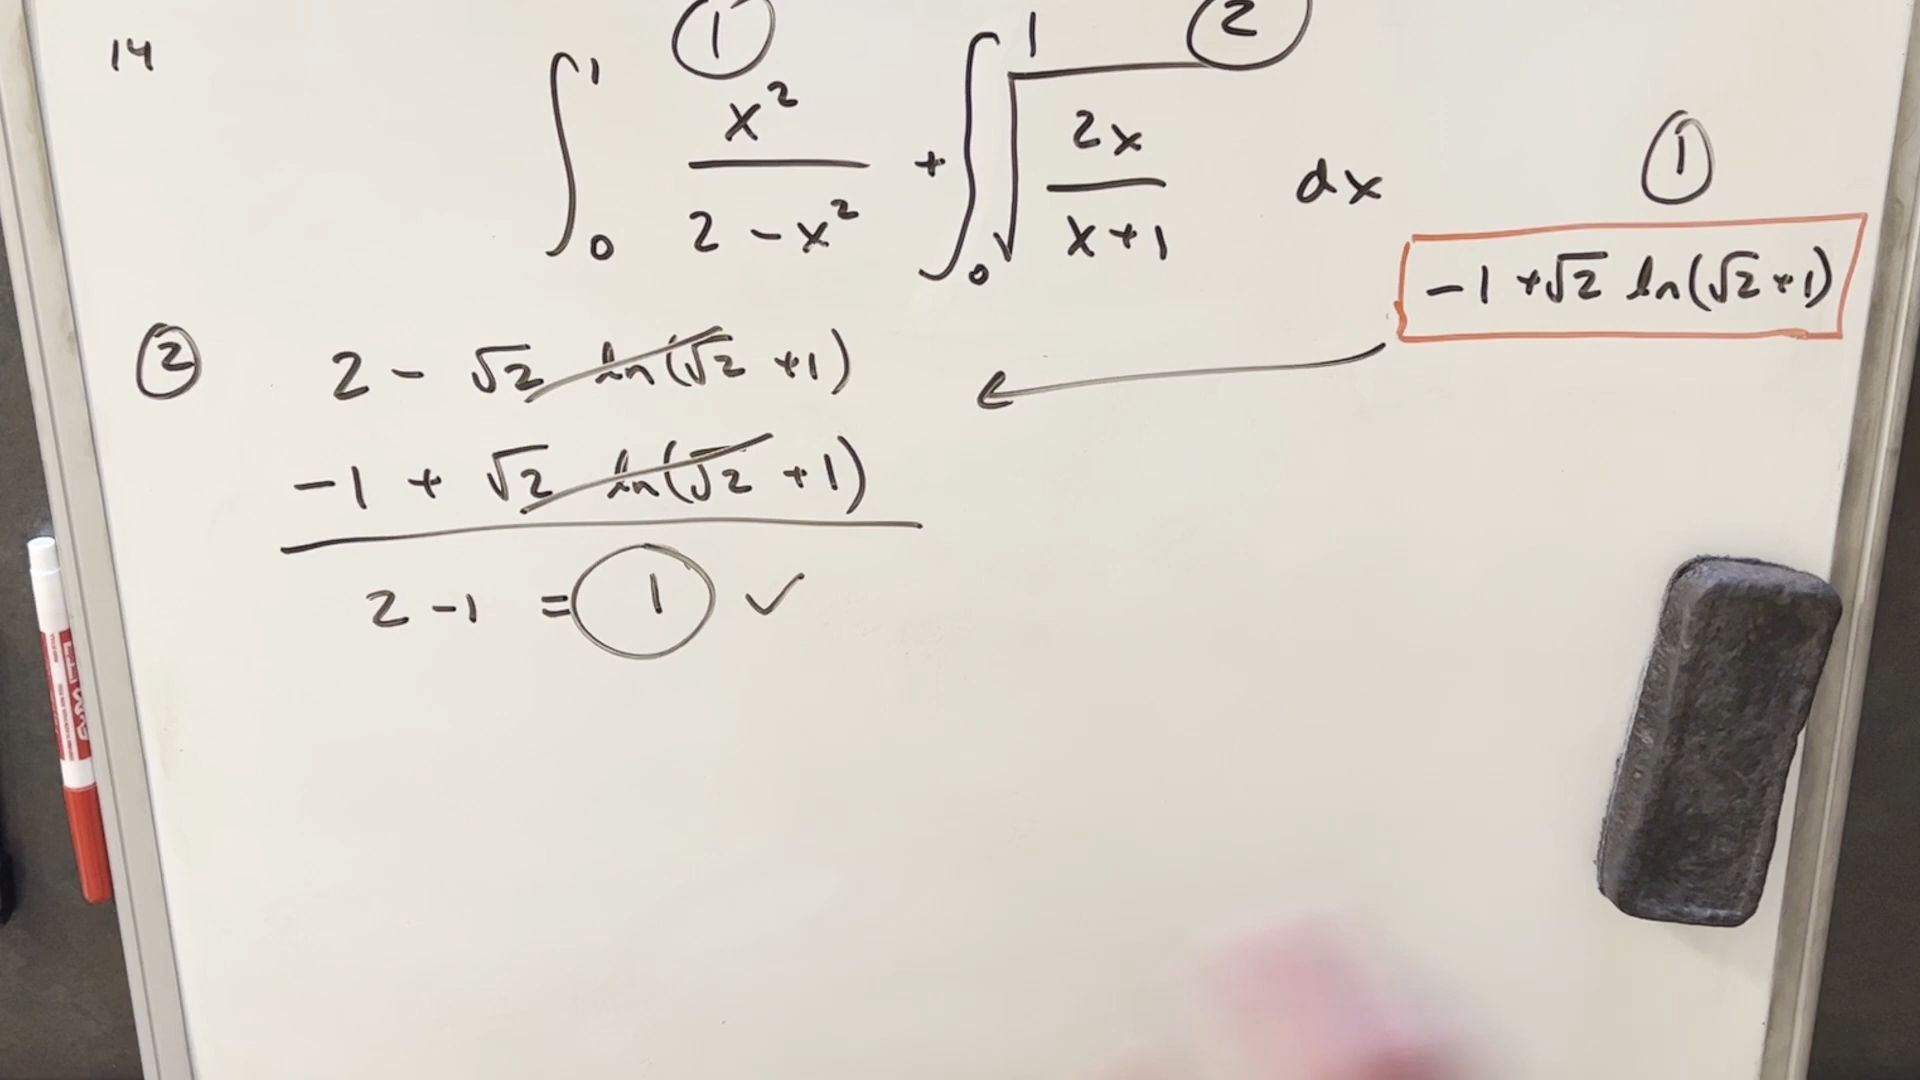 14
① ②
∫₀¹ x²/(2-x²) + ∫₀¹ √(2x/(x+1)) dx
①
-1 +√2 ln(√2+1)
② 2 - √2 ln(√2 +1)
-1 + √2 ln(√2 +1)
2 -1 = 1 ✓